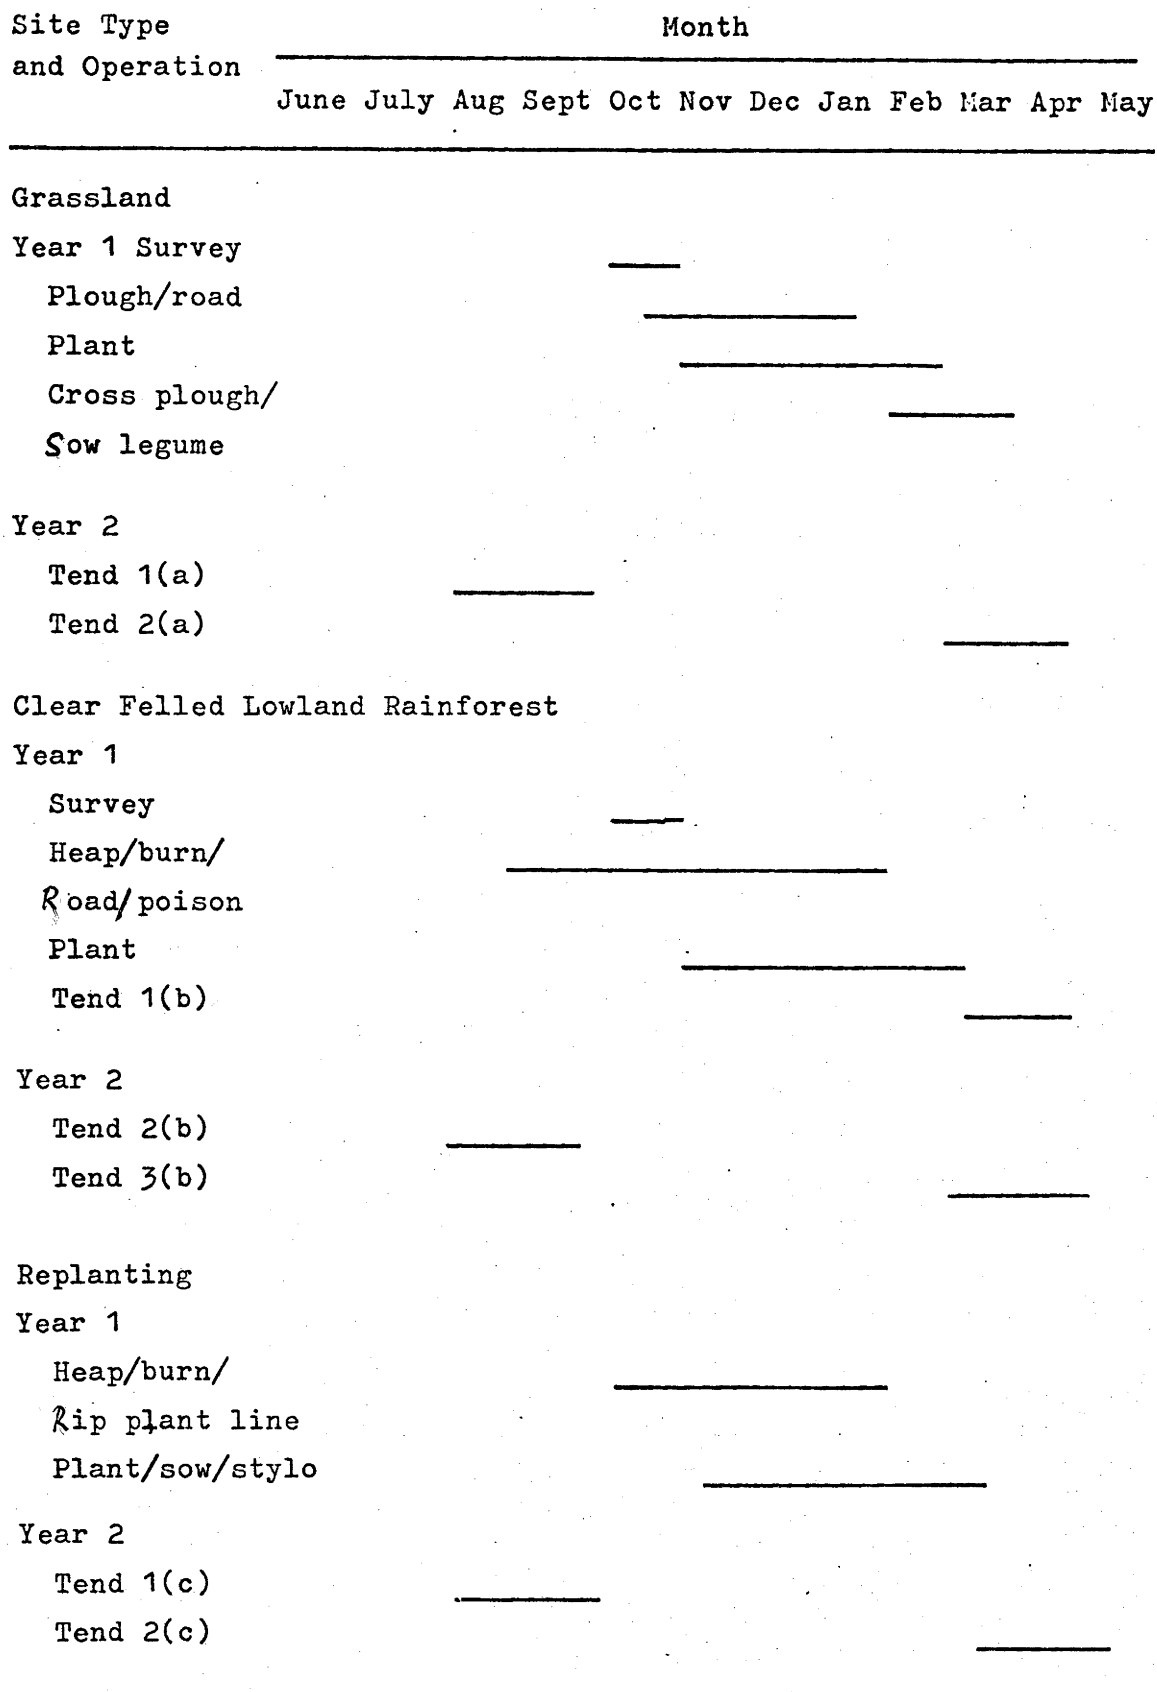 Site Type
Month
and Operation
June July Aug Sept Oct Nov Dec Jan Feb Mar Apr May
Grassland
Year 1 Survey
Plough/road
Plant
Cross plough/
Sow legume
Year 2
Tend 1(a)
Tend 2(a)
Clear Felled Lowland Rainforest
Year 1
Survey
Heap/burn/
Road/poison
Plant
Tend 1(b)
Year 2
Tend 2(b)
Tend 3(b)
Replanting
Year 1
Heap/burn/
Rip plant line
Plant/sow/stylo
Year 2
Tend 1(c)
Tend 2(c)